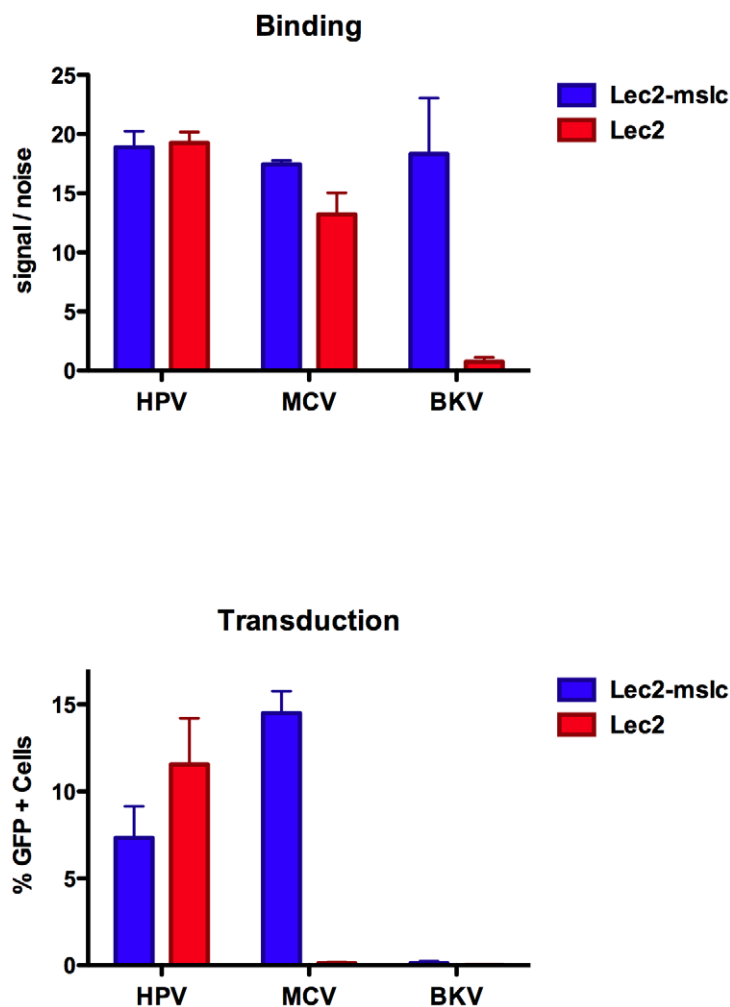 Binding
25
20
15
10
5
0
signal / noise
HPV MCV BKV
Lec2-mslc
Lec2
Transduction
15
10
5
0
% GFP + Cells
HPV MCV BKV
Lec2-mslc
Lec2